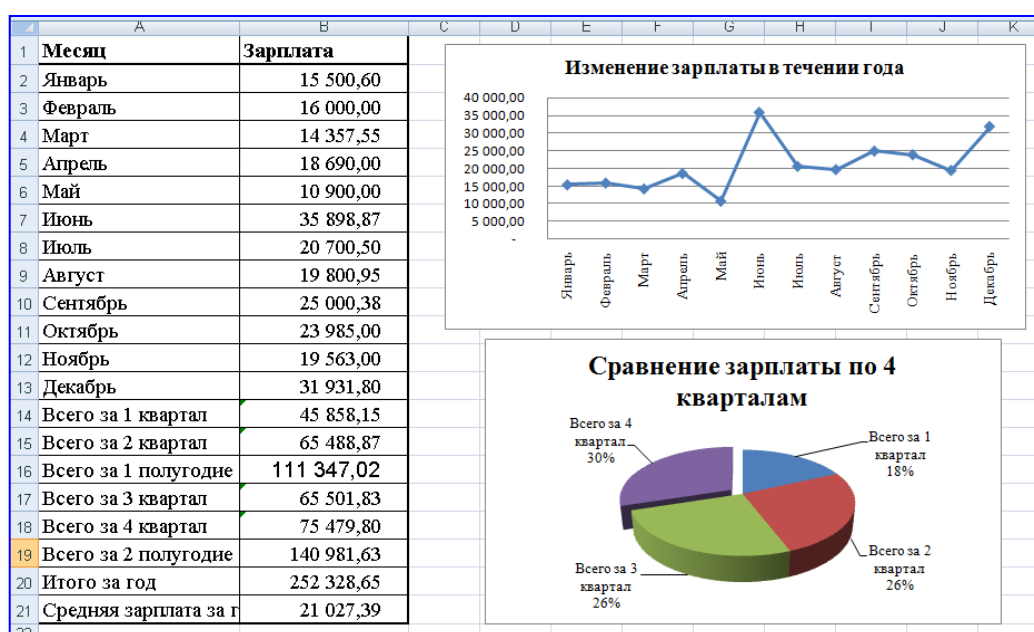 A B C D E F G H I J K
1 Месяц Зарплата
2 Январь 15 500,60
3 Февраль 16 000,00
4 Март 14 357,55
5 Апрель 18 690,00
6 Май 10 900,00
7 Июнь 35 898,87
8 Июль 20 700,50
9 Август 19 800,95
10 Сентябрь 25 000,38
11 Октябрь 23 985,00
12 Ноябрь 19 563,00
13 Декабрь 31 931,80
14 Всего за 1 квартал 45 858,15
15 Всего за 2 квартал 65 488,87
16 Всего за 1 полугодие 111 347,02
17 Всего за 3 квартал 65 501,83
18 Всего за 4 квартал 75 479,80
19 Всего за 2 полугодие 140 981,63
20 Итого за год 252 328,65
21 Средняя зарплата за г 21 027,39
Изменение зарплаты в течении года
40 000,00
35 000,00
30 000,00
25 000,00
20 000,00
15 000,00
10 000,00
5 000,00
-
Январь
Февраль
Март
Апрель
Май
Июнь
Июль
Август
Сентябрь
Октябрь
Ноябрь
Декабрь
Сравнение зарплаты по 4
кварталам
Всего за 4
квартал
30%
Всего за 1
квартал
18%
Всего за 3
квартал
26%
Всего за 2
квартал
26%